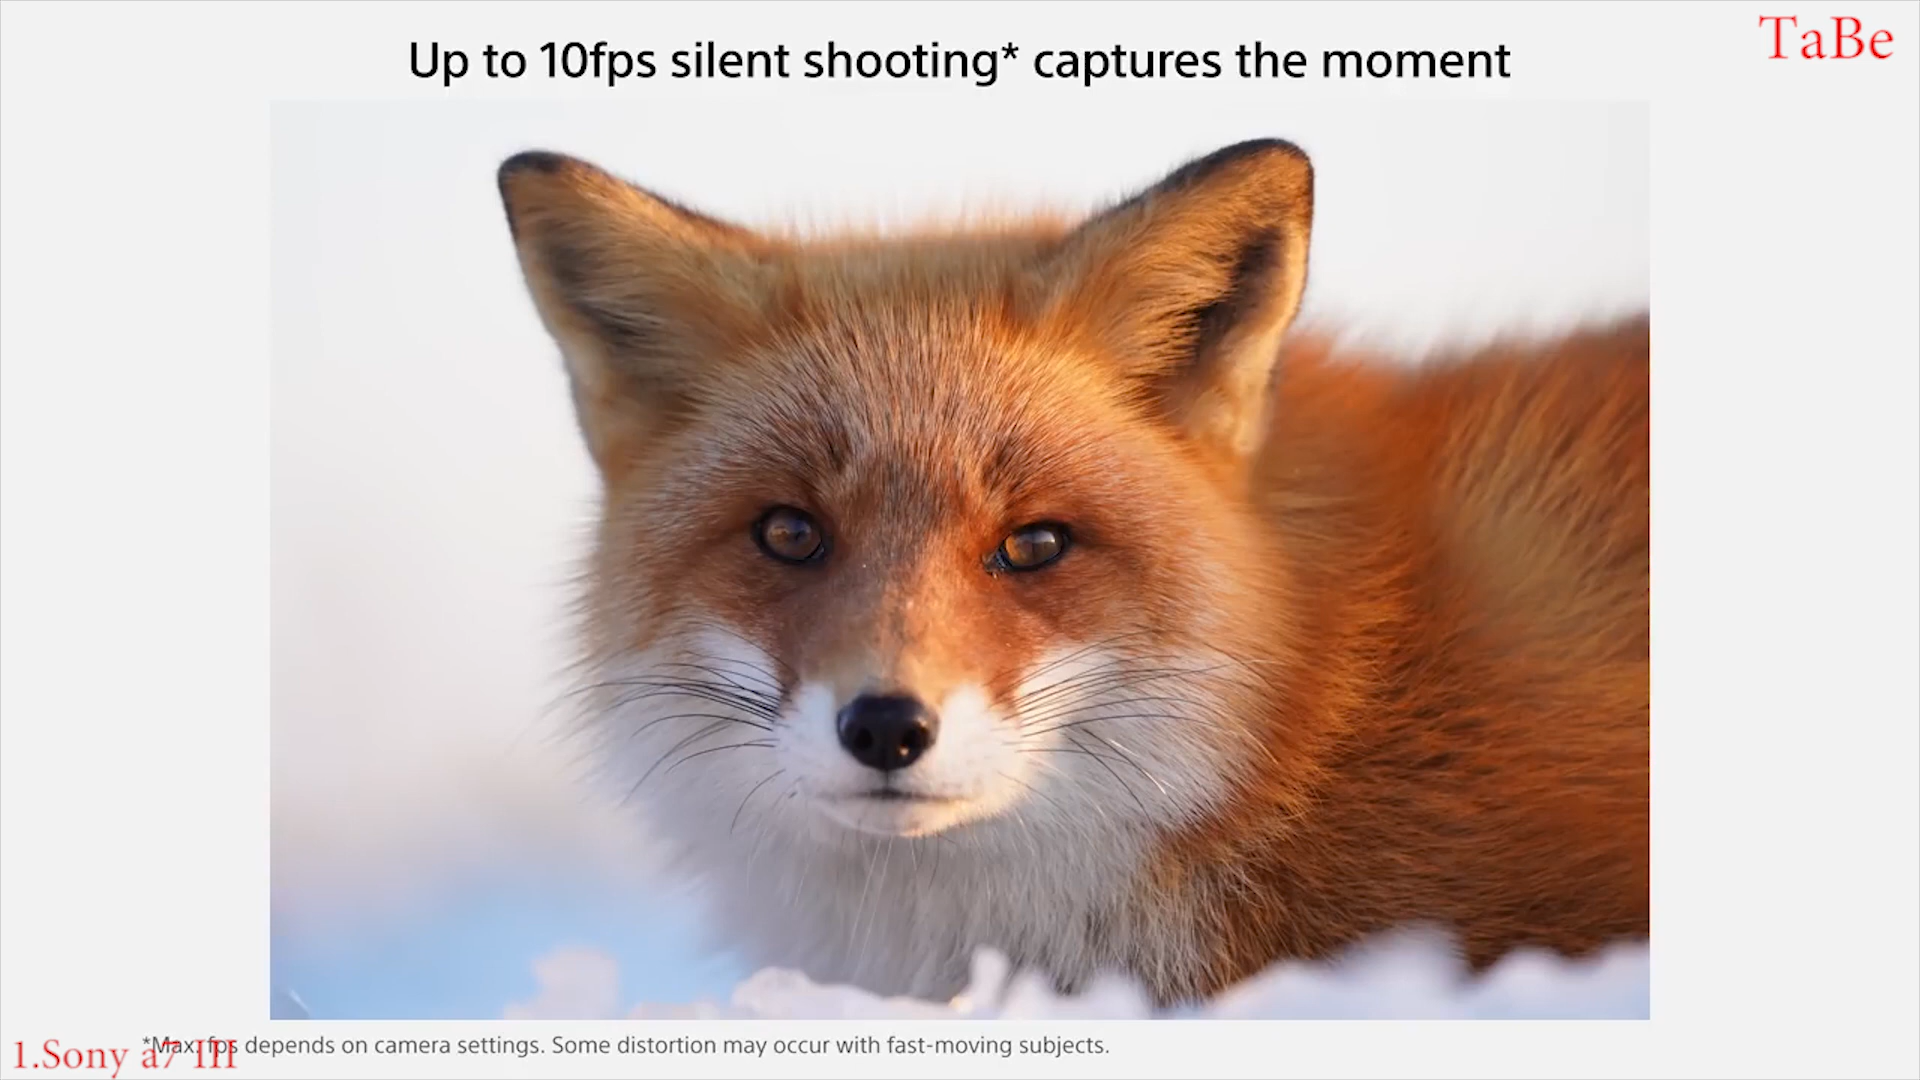 Up to 10fps silent shooting* captures the moment
TaBe
*Max. fps depends on camera settings. Some distortion may occur with fast-moving subjects.
1.Sony a7 III